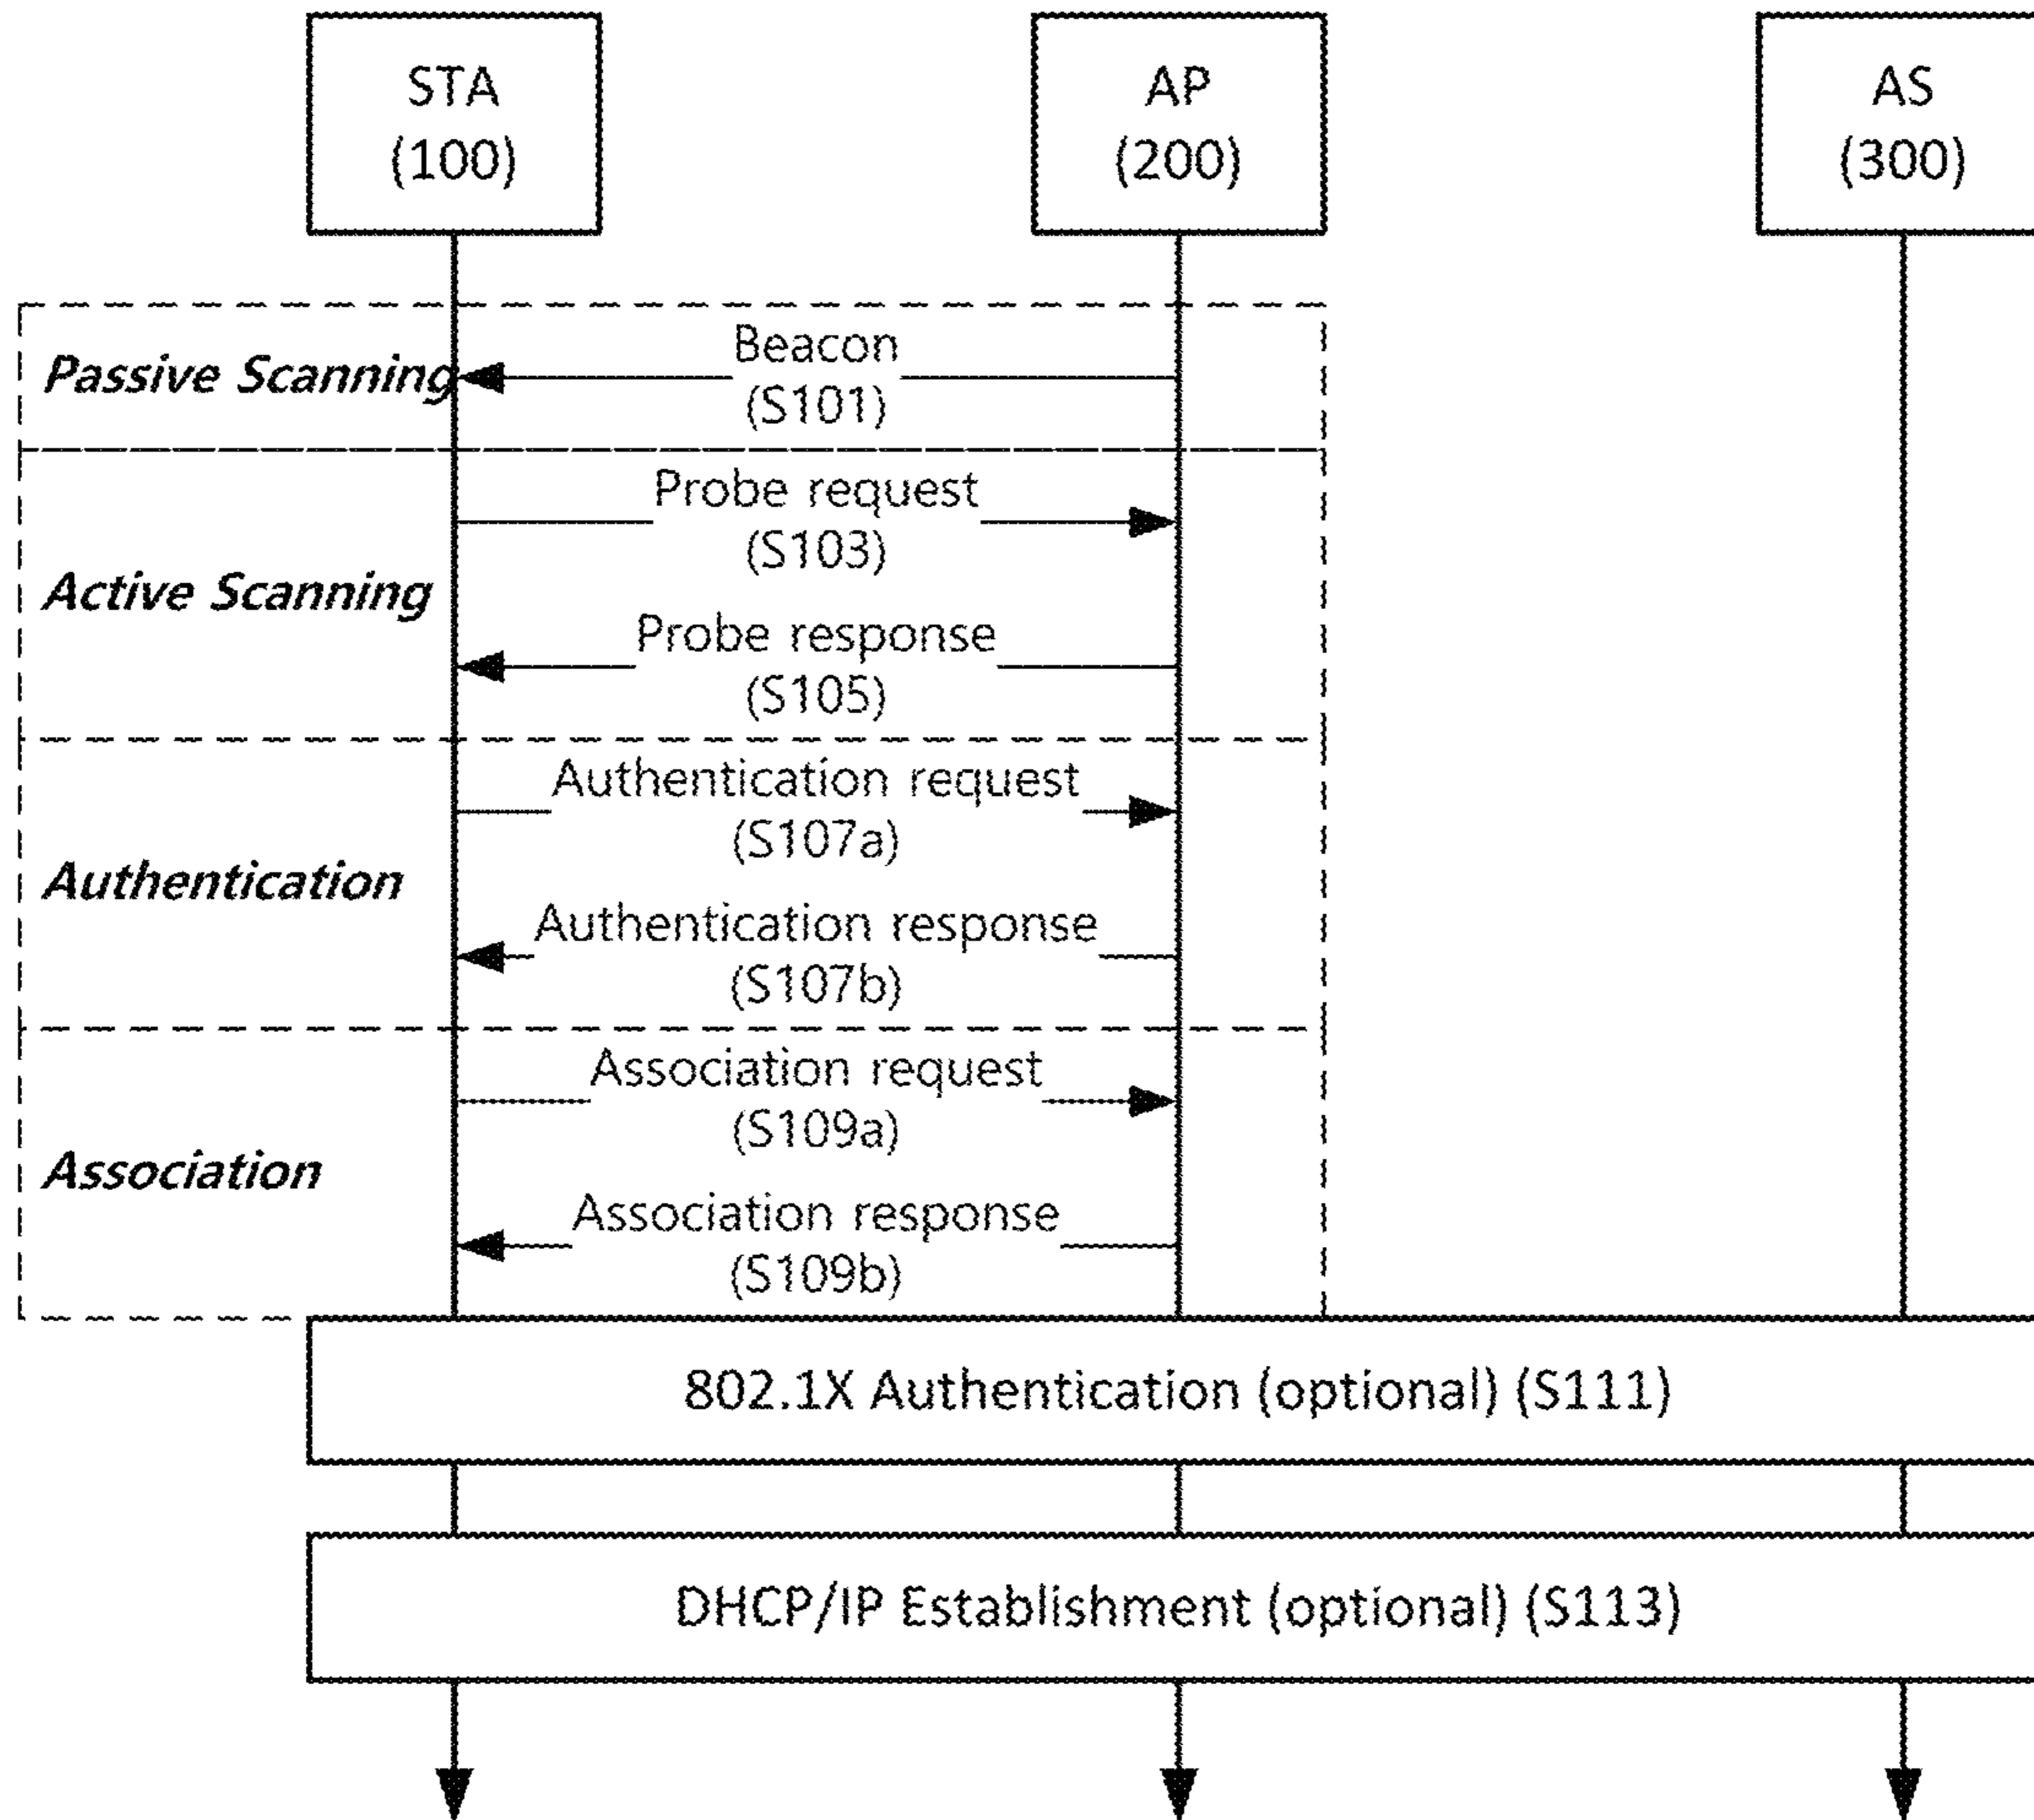 STA
(100)
AP
(200)
AS
(300)
Passive Scanning
Beacon
(S101)
Active Scanning
Probe request
(S103)
Probe response
(S105)
Authentication
Authentication request
(S107a)
Authentication response
(S107b)
Association
Association request
(S109a)
Association response
(S109b)
802.1X Authentication (optional) (S111)
DHCP/IP Establishment (optional) (S113)